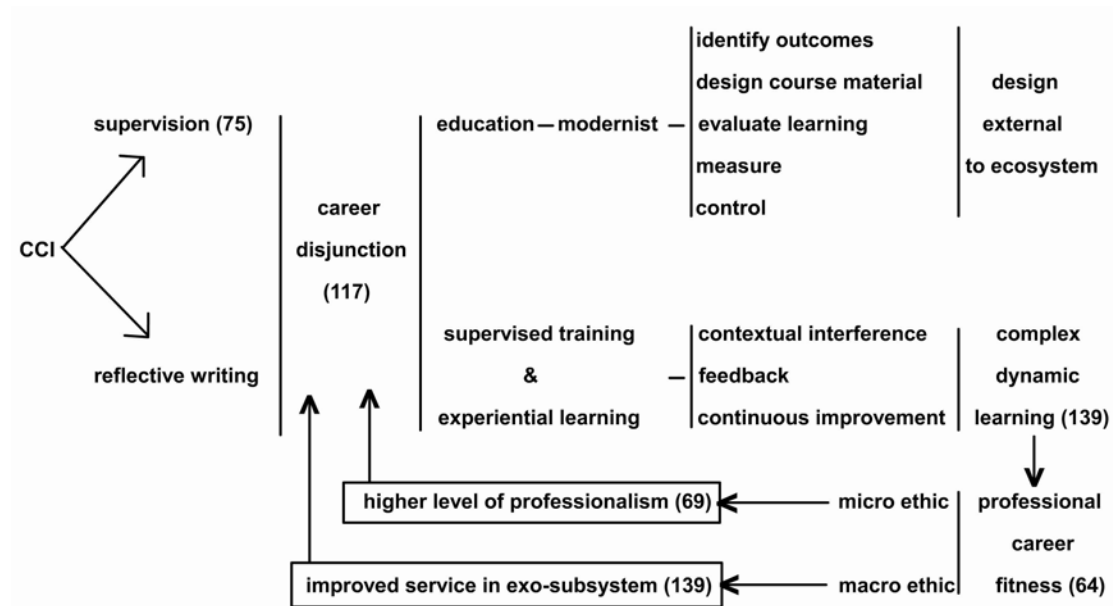 identify outcomes
design course material
design
supervision (75)
education — modernist —
evaluate learning
external
measure
to ecosystem
control
career
disjunction
(117)
CCI
supervised training
contextual interference
complex
&
—
feedback
dynamic
reflective writing
experiential learning
continuous improvement
learning (139)
higher level of professionalism (69)
micro ethic
professional
career
improved service in exo-subsystem (139)
macro ethic
fitness (64)